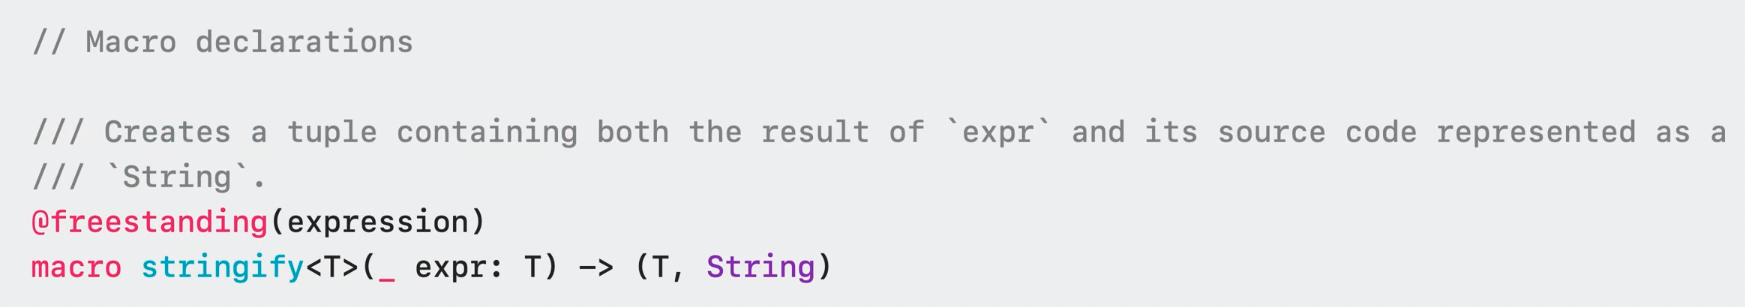 // Macro declarations
/// Creates a tuple containing both the result of `expr` and its source code represented as a
/// `String`.
@freestanding(expression)
macro stringify<T>(_ expr: T) -> (T, String)